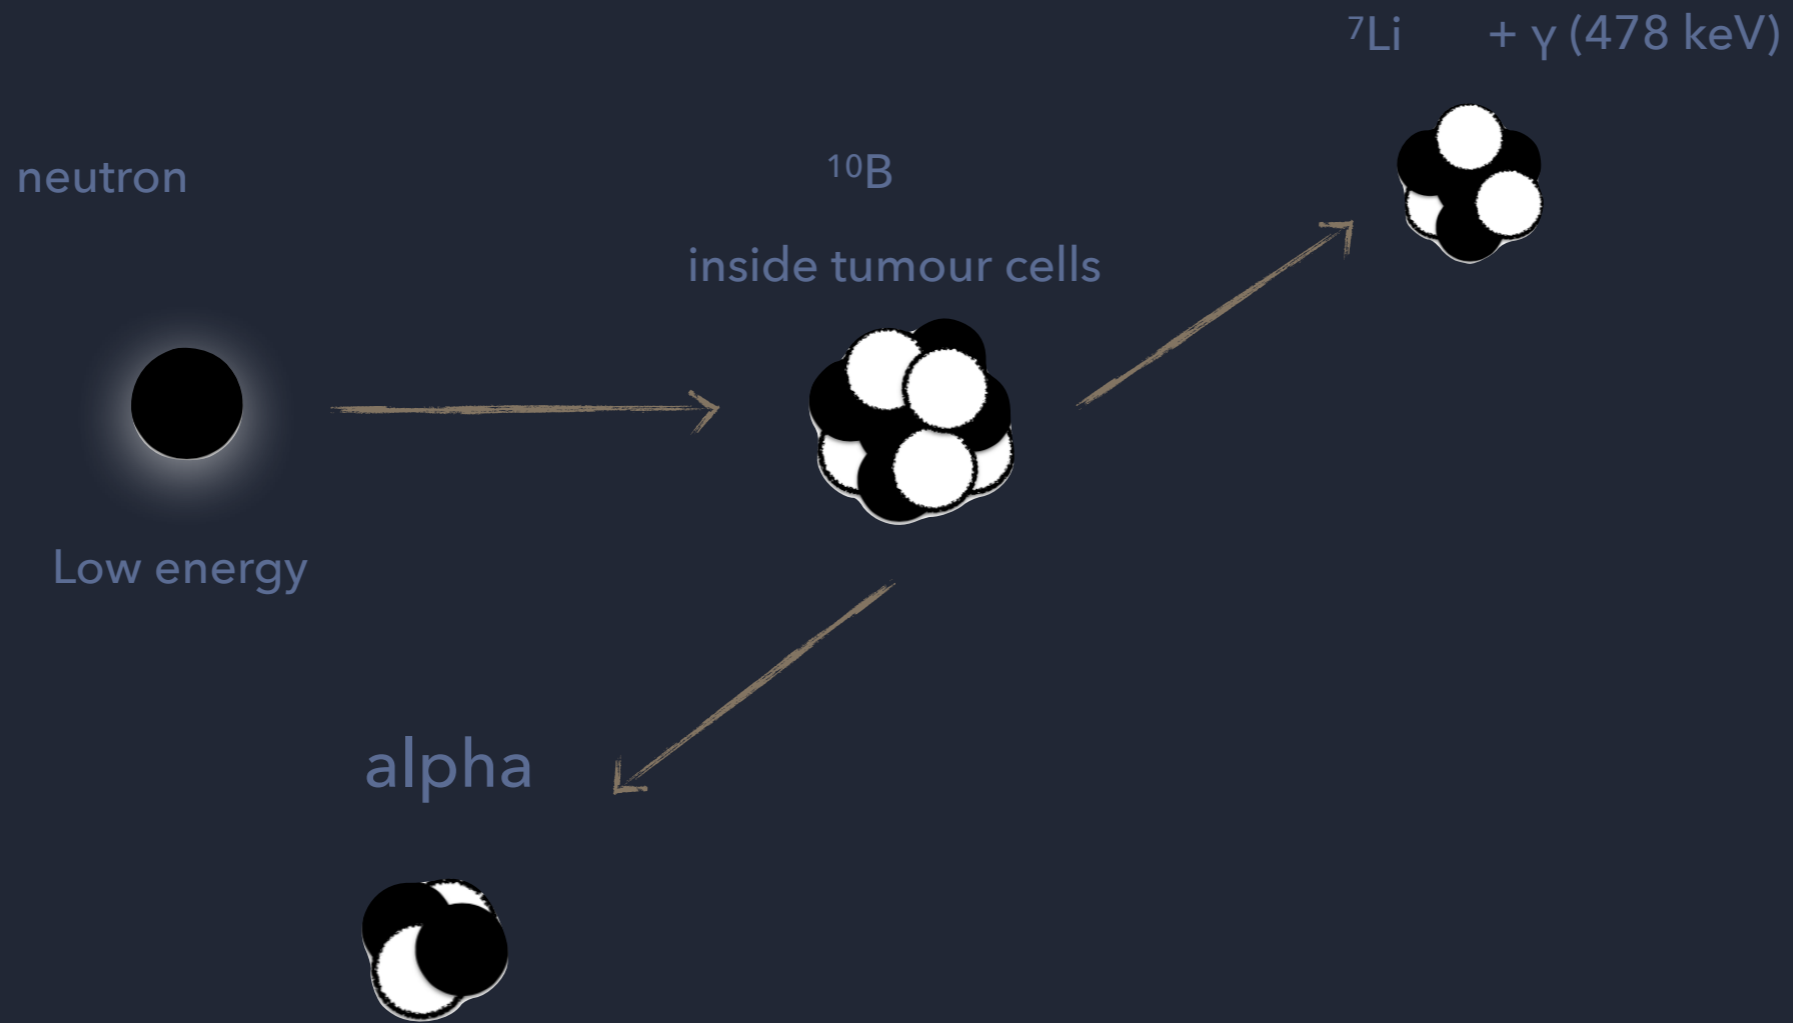 ⁷Li + γ (478 keV)
neutron
¹⁰B
inside tumour cells
Low energy
alpha